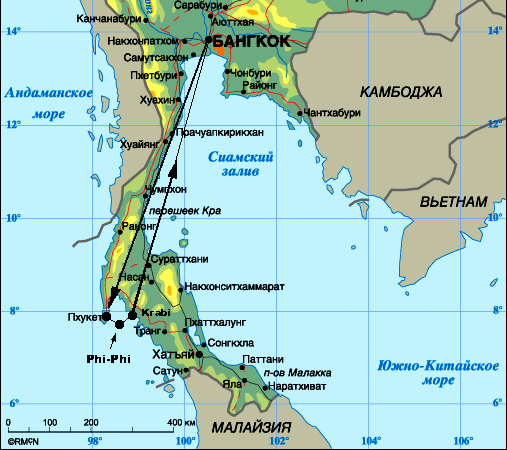 Сарабури
14°
Канчанабури
Аюттхая
14°
Накхонпатхом
БАНГКОК
Самутсакхон
Чонбури
Пхетбури
Районг
КАМБОДЖА
Андаманское
море
Хуахин
Чантхабури
12°
12°
Прачуапкирикхан
Хуайянг
Сиамский
залив
Чумпхон
ВЬЕТНАМ
перешеек Кра
10°
10°
Ранонг
Сураттхани
Насан
Накхонситхаммарат
8°
8°
Пхукет
Krabi
Пхаттхалунг
Транг
Сонгкхла
Phi-Phi
Хатъяй
Паттани
Южно-Китайское
море
Сатун
п-ов Малакка
Яла
Наратхиват
6°
6°
0 100 200 400 км
МАЛАЙЗИЯ
©RMCN
98° 100° 102° 104°